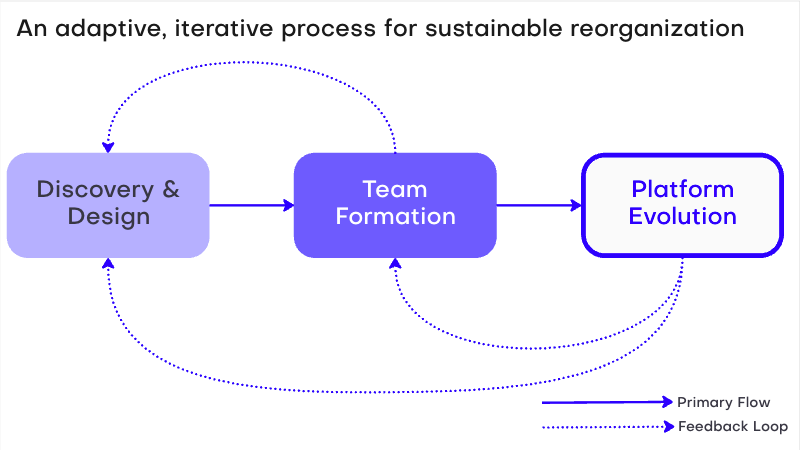 An adaptive, iterative process for sustainable reorganization
Discovery &
Design
Team
Formation
Platform
Evolution
Primary Flow
Feedback Loop